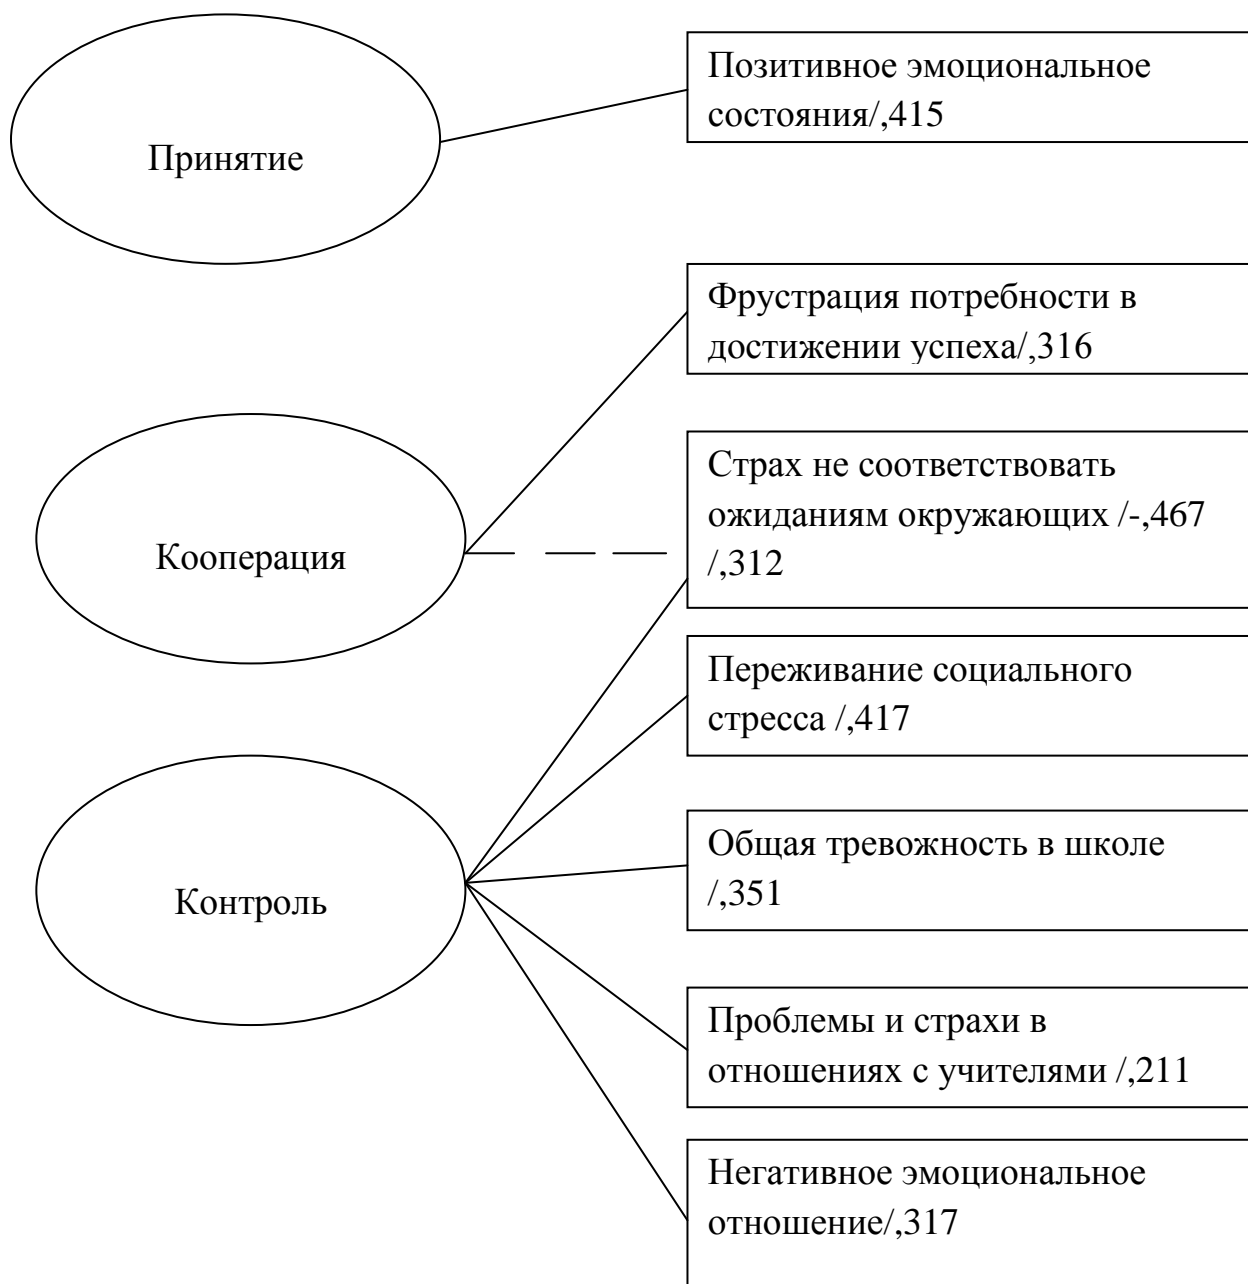 Позитивное эмоциональное
состояния/,415
Принятие
Фрустрация потребности в
достижении успеха/,316
Страх не соответствовать
ожиданиям окружающих /-,467
/,312
Кооперация
Переживание социального
стресса /,417
Общая тревожность в школе
/,351
Контроль
Проблемы и страхи в
отношениях с учителями /,211
Негативное эмоциональное
отношение/,317